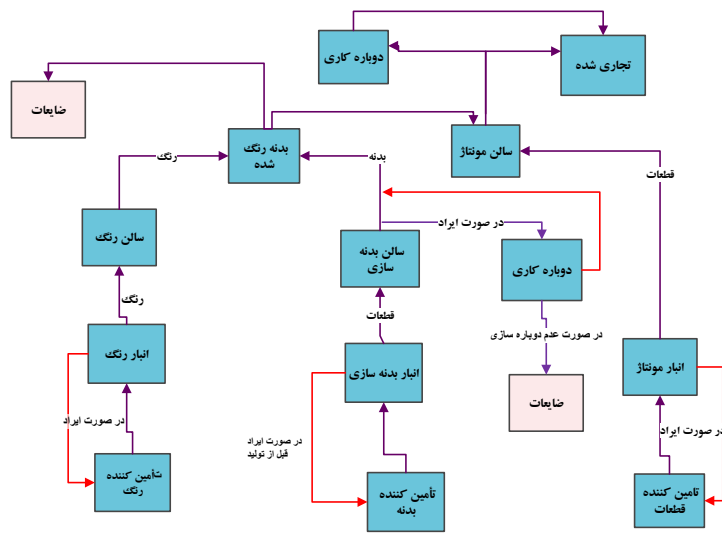 دوباره کاری
تجاری شده
ضایعات
بدنه رنگ
شده
سالن مونتاژ
رنگ
بدنه
قطعات
سالن رنگ
در صورت ایراد
سالن بدنه
سازی
دوباره کاری
رنگ
قطعات
در صورت عدم دوباره سازی
انبار رنگ
انبار بدنه سازی
انبار مونتاژ
ضایعات
در صورت ایراد
در صورت ایراد
قبل از تولید
در صورت ایراد
تأمین کننده
رنگ
تأمین کننده
بدنه
تامین کننده
قطعات